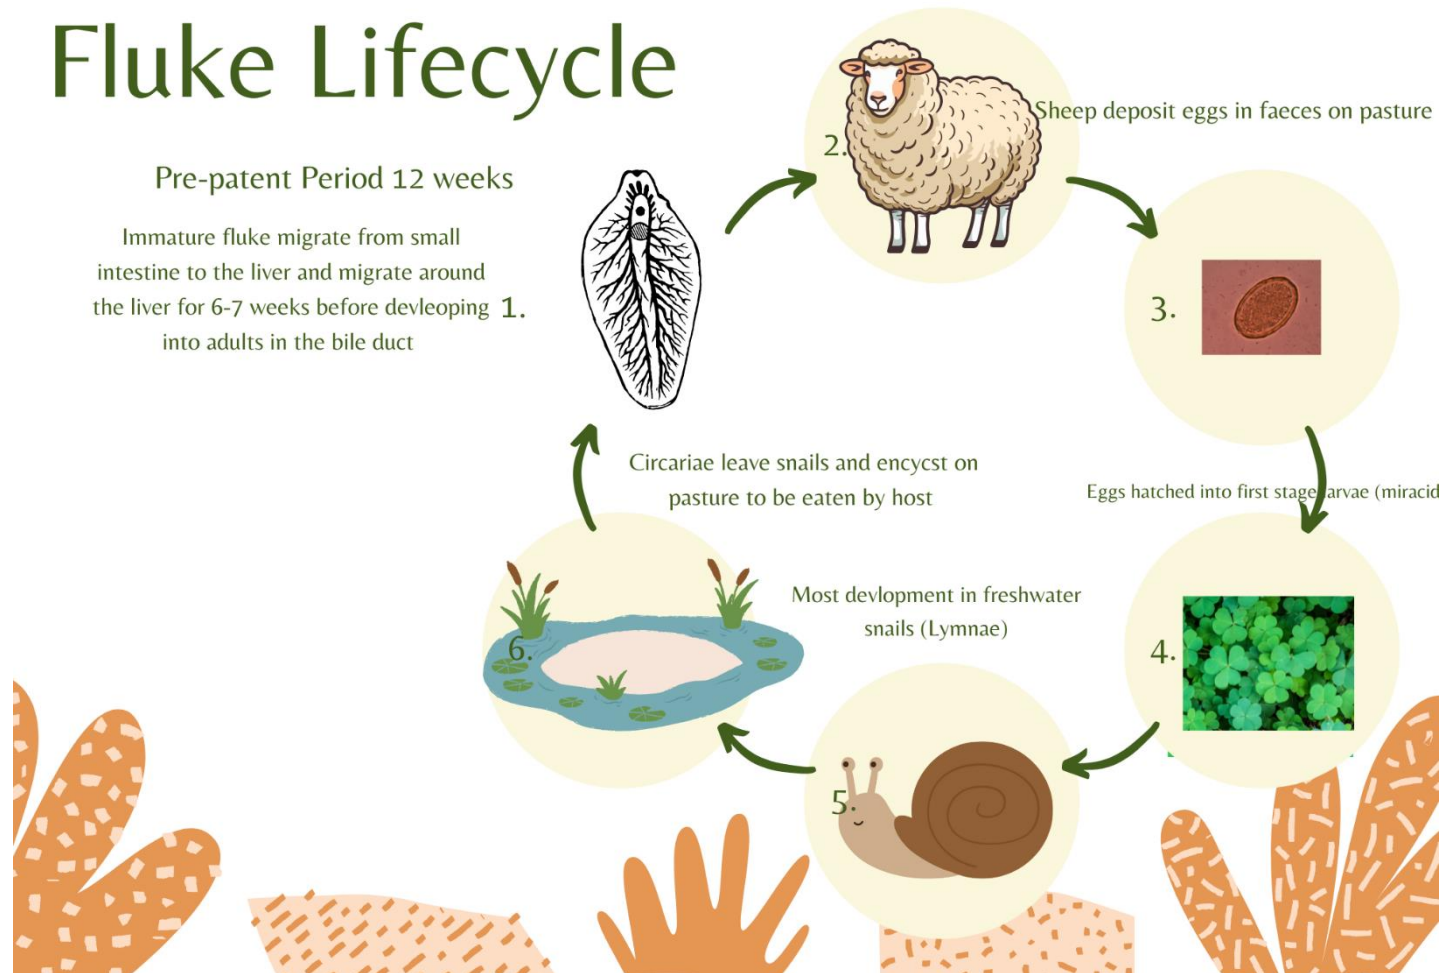 Fluke Lifecycle
Pre-patent Period 12 weeks
Immature fluke migrate from small
intestine to the liver and migrate around
the liver for 6-7 weeks before devleoping
into adults in the bile duct
1.
2.
Sheep deposit eggs in faeces on pasture
3.
Eggs hatched into first stage larvae (miracid
4.
Most devlopment in freshwater
snails (Lymnae)
5.
6.
Circariae leave snails and encycst on
pasture to be eaten by host